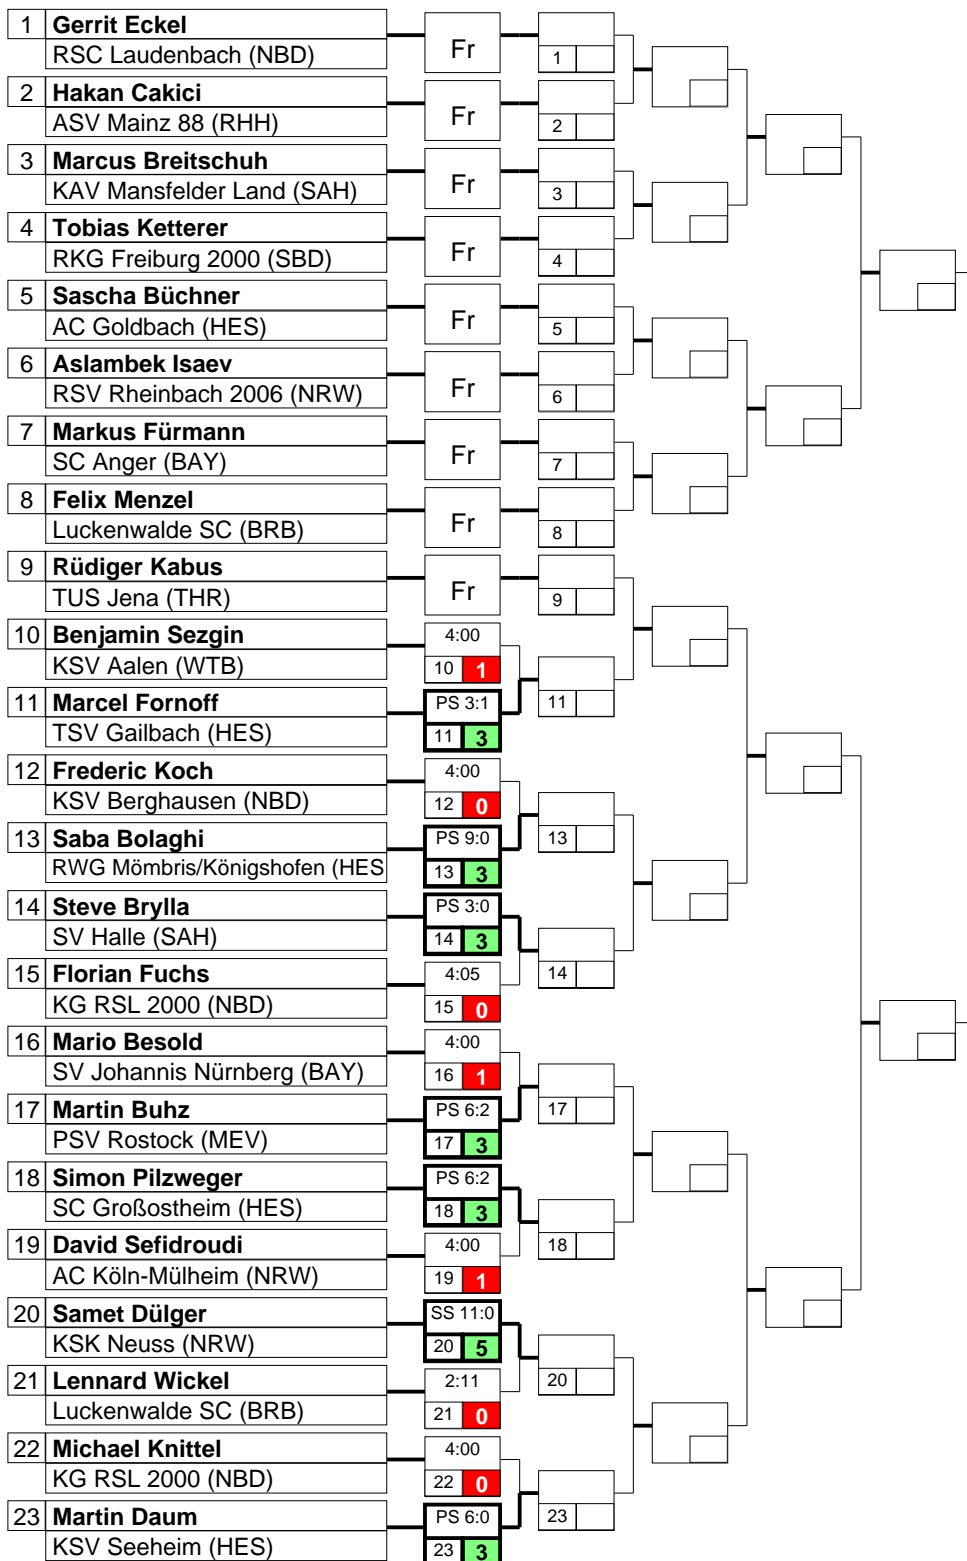 1 Gerrit Eckel
RSC Laudenbach (NBD)
Fr
1
2 Hakan Cakici
ASV Mainz 88 (RHH)
Fr
2
3 Marcus Breitschuh
KAV Mansfelder Land (SAH)
Fr
3
4 Tobias Ketterer
RKG Freiburg 2000 (SBD)
Fr
4
5 Sascha Büchner
AC Goldbach (HES)
Fr
5
6 Aslambek Isaev
RSV Rheinbach 2006 (NRW)
Fr
6
7 Markus Fürmann
SC Anger (BAY)
Fr
7
8 Felix Menzel
Luckenwalde SC (BRB)
Fr
8
9 Rüdiger Kabus
TUS Jena (THR)
Fr
9
10 Benjamin Sezgin 4:00
KSV Aalen (WTB) 10 1
11 Marcel Fornoff PS 3:1 11
TSV Gailbach (HES) 11 3
12 Frederic Koch 4:00
KSV Berghausen (NBD) 12 0
13 Saba Bolaghi PS 9:0 13
RWG Mömbris/Königshofen (HES 13 3
14 Steve Brylla PS 3:0
SV Halle (SAH) 14 3
15 Florian Fuchs 4:05 14
KG RSL 2000 (NBD) 15 0
16 Mario Besold 4:00
SV Johannis Nürnberg (BAY) 16 1
17 Martin Buhz PS 6:2 17
PSV Rostock (MEV) 17 3
18 Simon Pilzweger PS 6:2
SC Großostheim (HES) 18 3
19 David Sefidroudi 4:00 18
AC Köln-Mülheim (NRW) 19 1
20 Samet Dülger SS 11:0
KSK Neuss (NRW) 20 5
21 Lennard Wickel 2:11 20
Luckenwalde SC (BRB) 21 0
22 Michael Knittel 4:00
KG RSL 2000 (NBD) 22 0
23 Martin Daum PS 6:0 23
KSV Seeheim (HES) 23 3